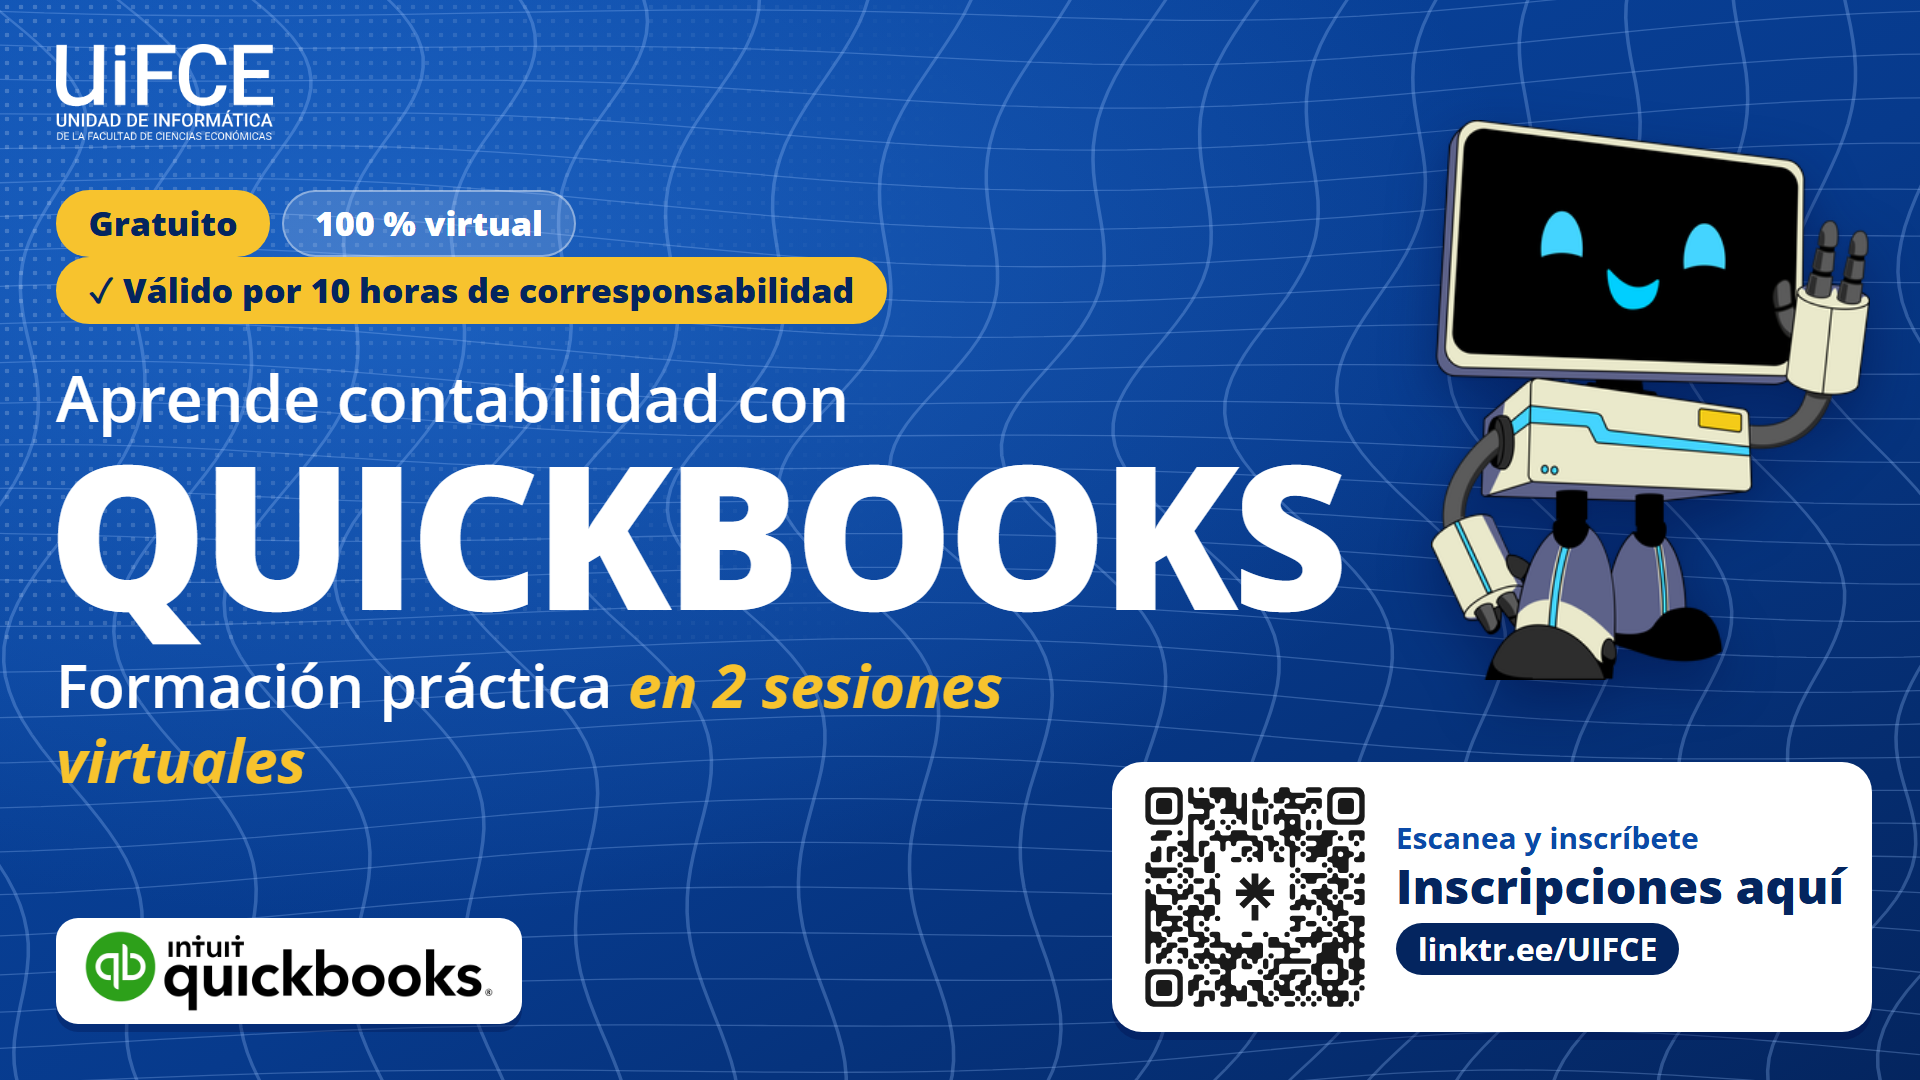 UiFCE
UNIDAD DE INFORMÁTICA
DE LA FACULTAD DE CIENCIAS ECONÓMICAS
Gratuito
100 % virtual
✓ Válido por 10 horas de corresponsabilidad
Aprende contabilidad con
QUICKBOOKS
Formación práctica en 2 sesiones
virtuales
ıntuıt
quickbooks®
Escanea y inscríbete
Inscripciones aquí
linktr.ee/UIFCE